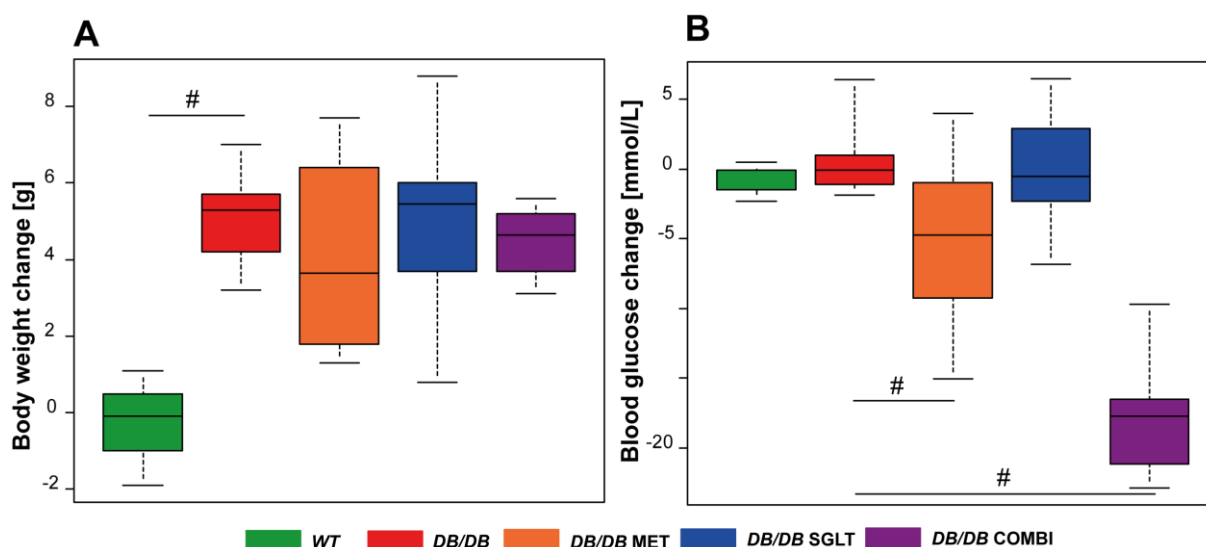 A
Body weight change [g]
8
6
4
2
0
-2
#
B
Blood glucose change [mmol/L]
5
0
-5
-20
#
#
WT DB/DB DB/DB MET DB/DB SGLT DB/DB COMBI